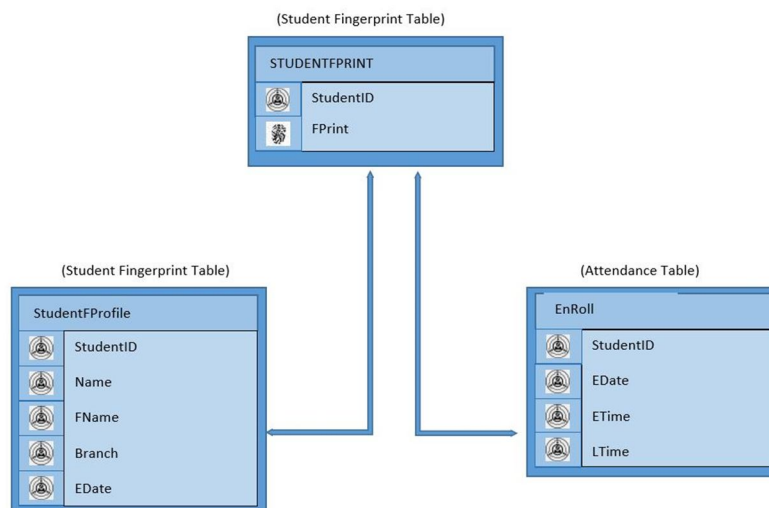 (Student Fingerprint Table)
STUDENTFPRINT
StudentID
FPrint
(Student Fingerprint Table)
StudentFProfile
StudentID
Name
FName
Branch
EDate
(Attendance Table)
EnRoll
StudentID
EDate
ETime
LTime